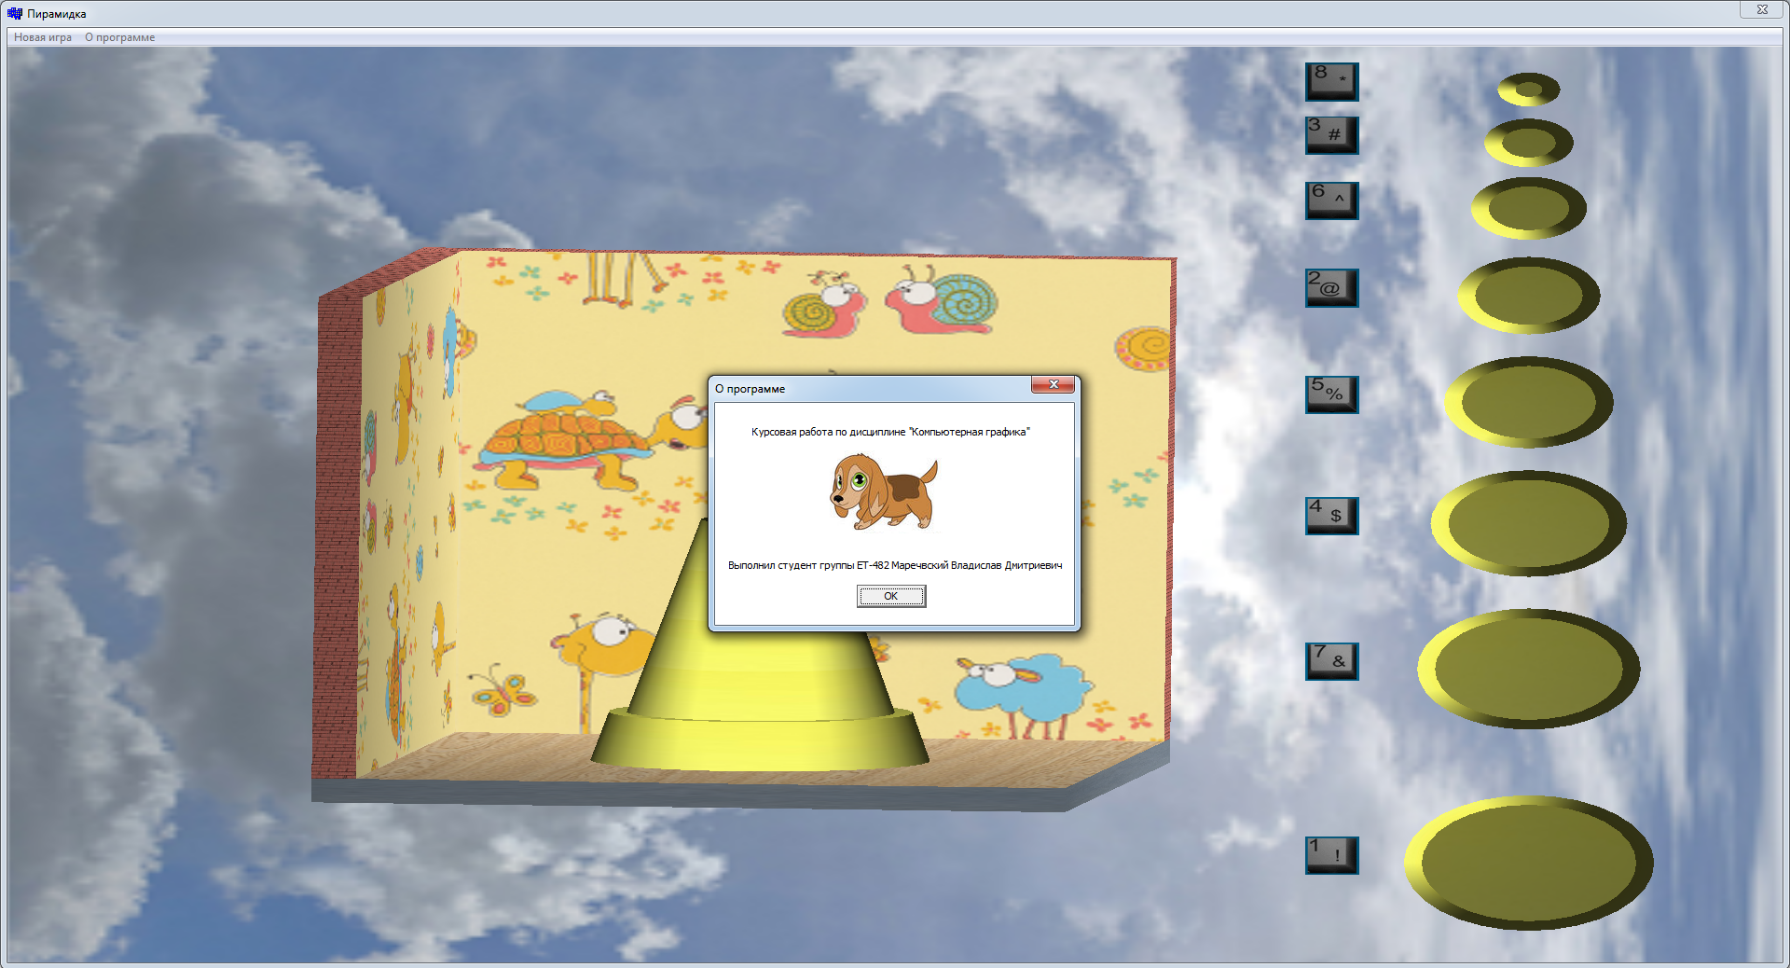 Пирамидка
Новая игра О программе
8 *
3 #
6 ^
2 @
5 %
4 $
7 &
1 !
О программе
Курсовая работа по дисциплине "Компьютерная графика"
Выполнил студент группы ЕТ-482 Маречвский Владислав Дмитриевич
OK